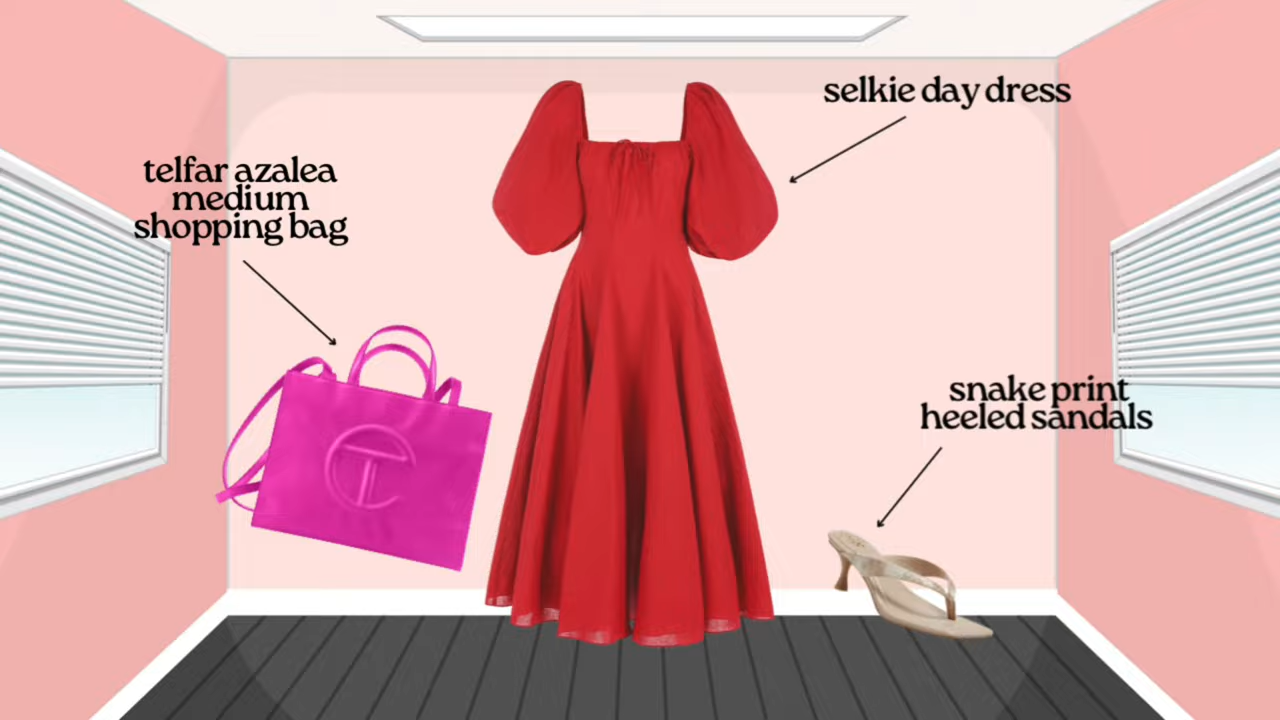 selkie day dress
telfar azalea
medium
shopping bag
snake print
heeled sandals